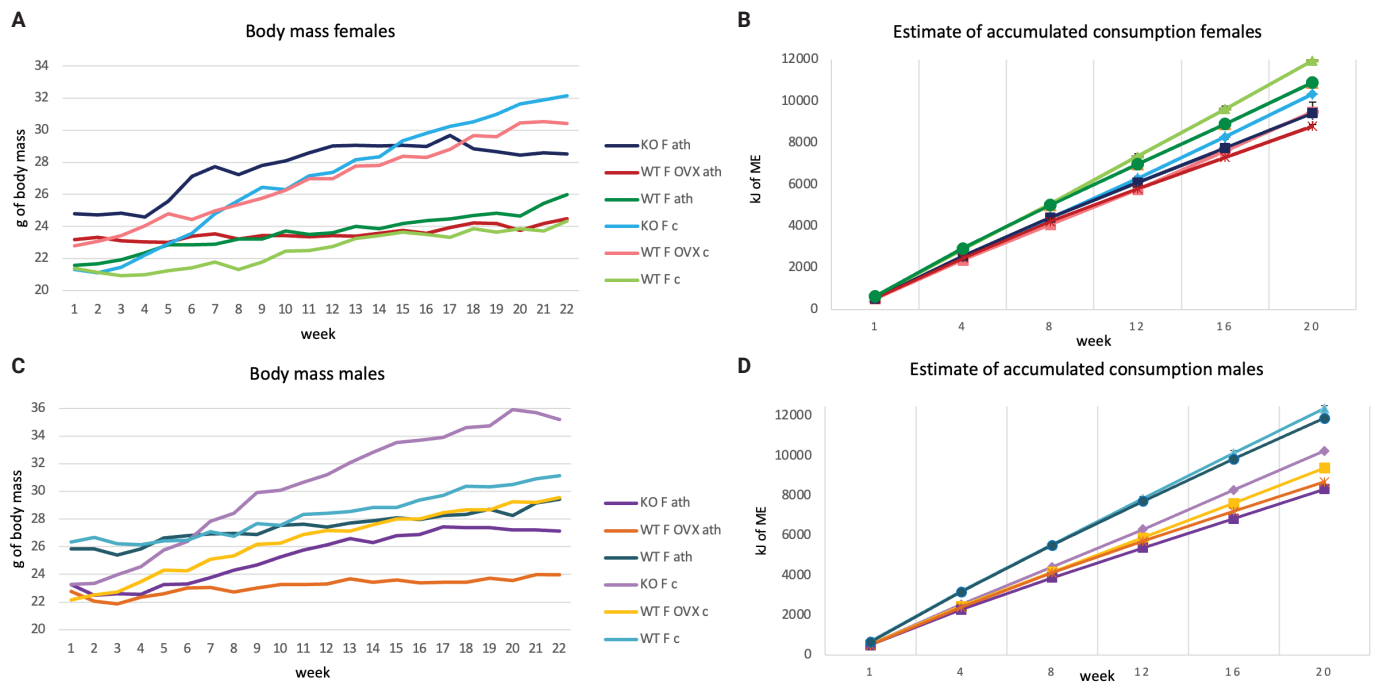 A
Body mass females
34
32
30
28
26
24
22
20
g of body mass
1 2 3 4 5 6 7 8 9 10 11 12 13 14 15 16 17 18 19 20 21 22
week
KO F ath
WT F OVX ath
WT F ath
KO F c
WT F OVX c
WT F c
B
Estimate of accumulated consumption females
12000
10000
8000
6000
4000
2000
0
kJ of ME
1 4 8 12 16 20
week
C
Body mass males
36
34
32
30
28
26
24
22
20
g of body mass
1 2 3 4 5 6 7 8 9 10 11 12 13 14 15 16 17 18 19 20 21 22
week
KO F ath
WT F OVX ath
WT F ath
KO F c
WT F OVX c
WT F c
D
Estimate of accumulated consumption males
12000
10000
8000
6000
4000
2000
0
kJ of ME
1 4 8 12 16 20
week